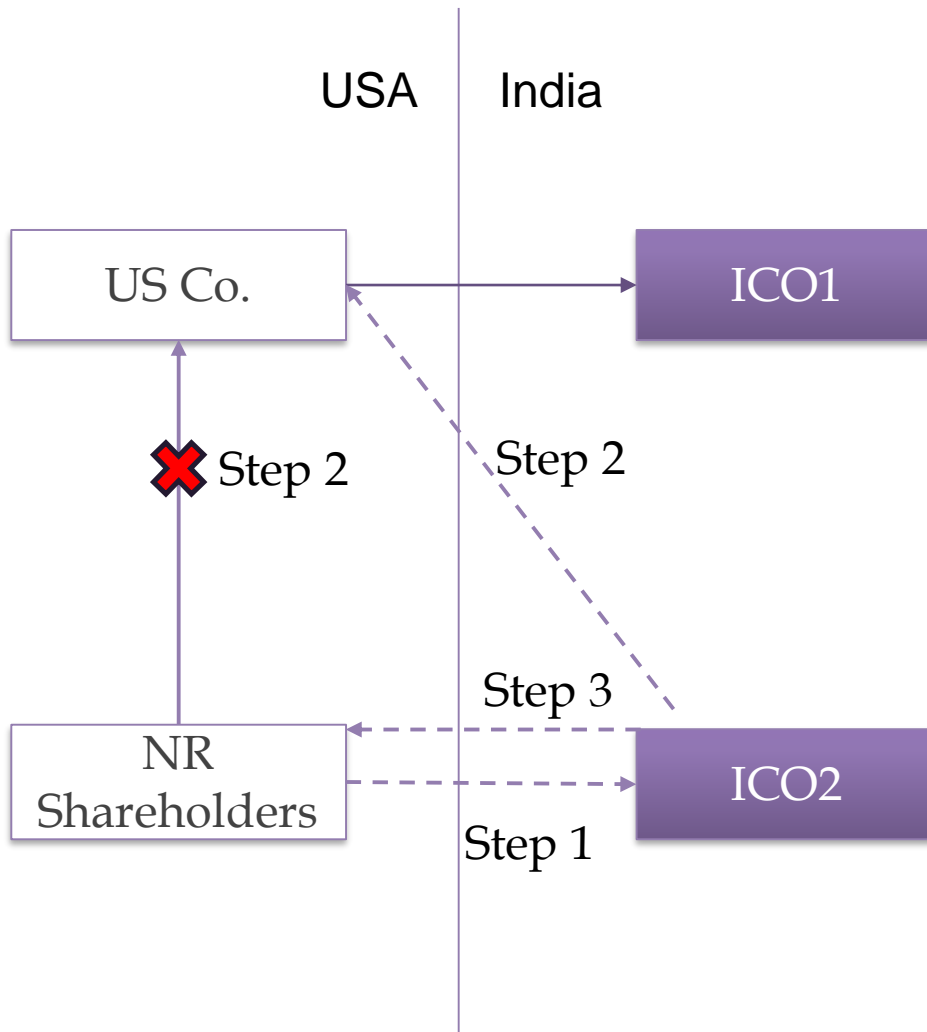 USA
India
US Co.
ICO1
Step 2
Step 2
Step 3
NR
Shareholders
ICO2
Step 1